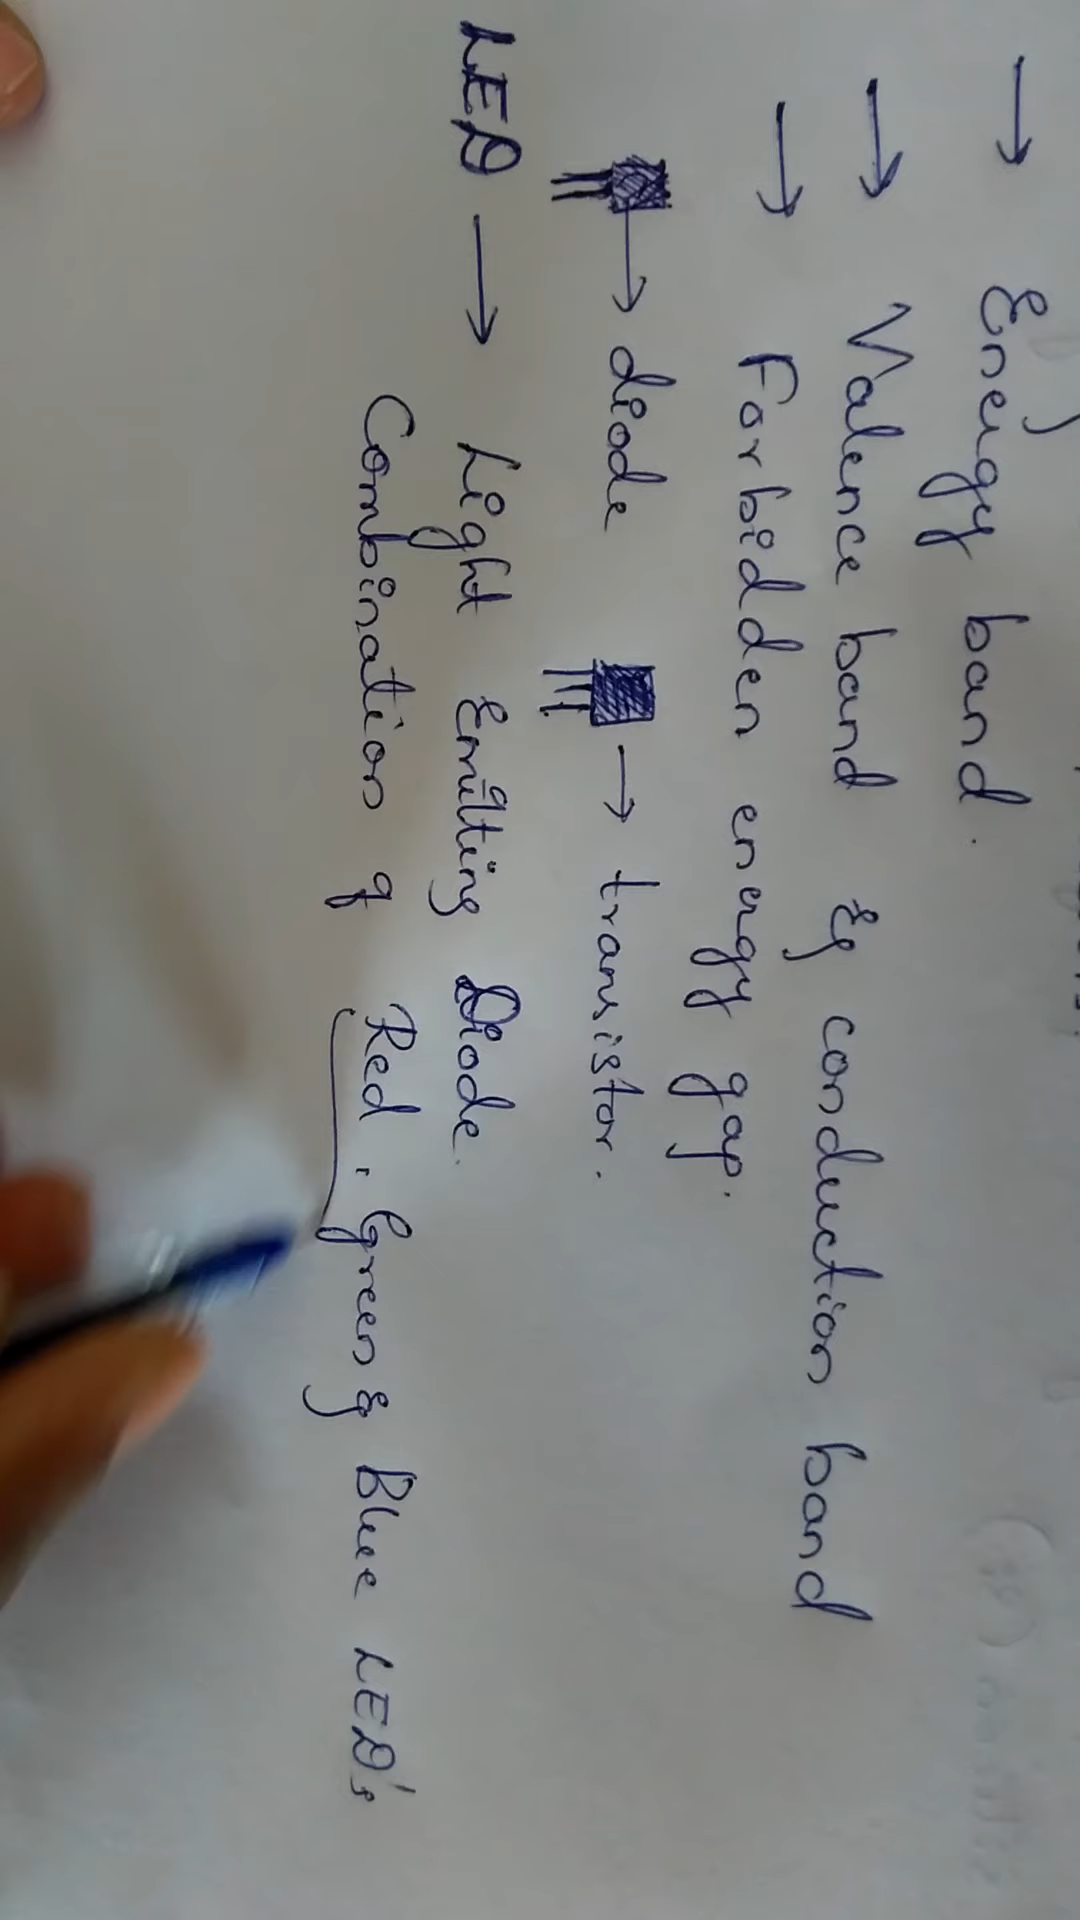 → Energy band.
→ Valence band & conduction band
→ Forbidden energy gap.
→ diode → transistor.
LED → Light Emitting Diode.
Combination of Red, Green & Blue LED's